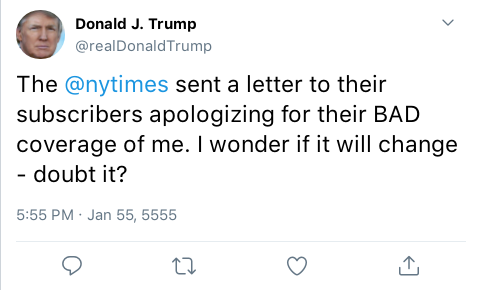 Donald J. Trump
@realDonaldTrump
The @nytimes sent a letter to their
subscribers apologizing for their BAD
coverage of me. I wonder if it will change
- doubt it?
5:55 PM · Jan 55, 5555